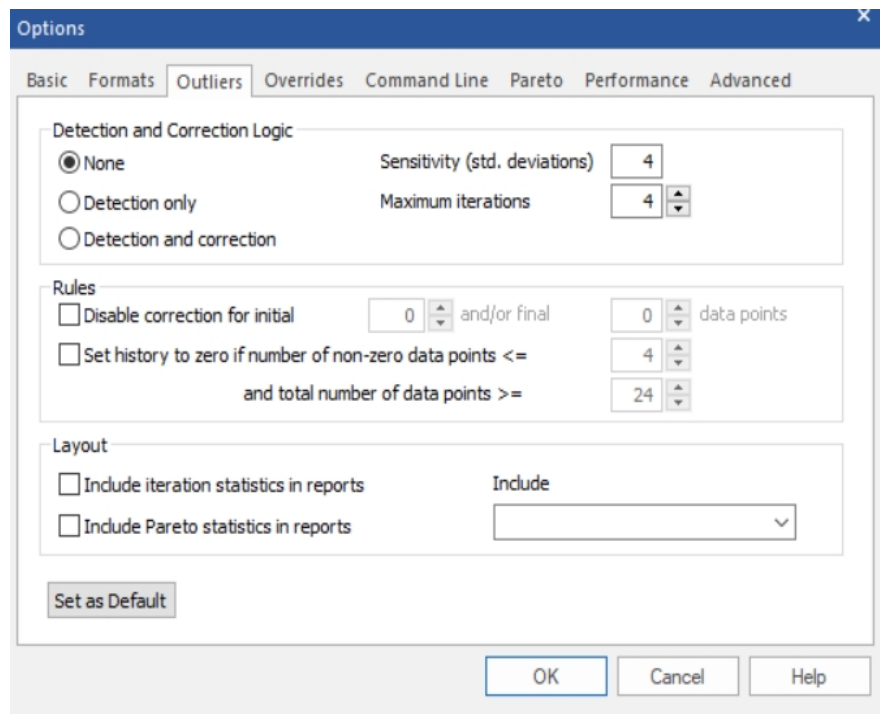 Options
Basic Formats Outliers Overrides Command Line Pareto Performance Advanced
Detection and Correction Logic
None Sensitivity (std. deviations) 4
Detection only Maximum iterations 4
Detection and correction
Rules
Disable correction for initial 0 and/or final 0 data points
Set history to zero if number of non-zero data points <= 4
and total number of data points >= 24
Layout
Include iteration statistics in reports Include
Include Pareto statistics in reports
Set as Default
OK Cancel Help